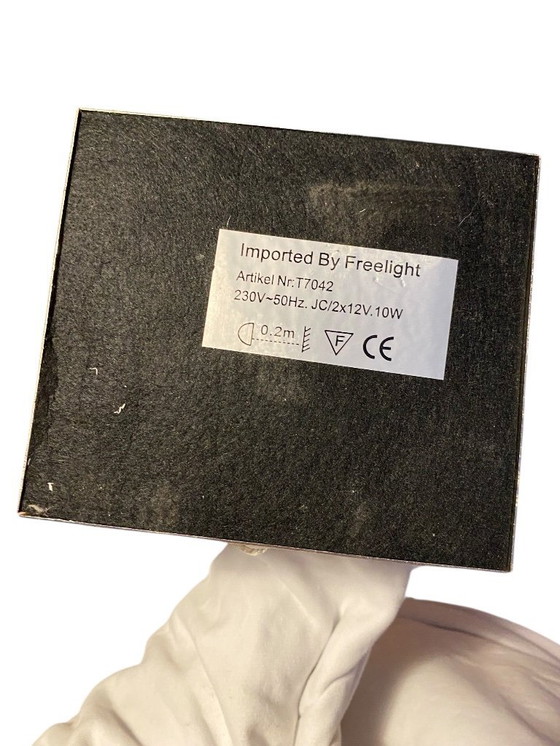 Imported By Freelight
Artikel Nr:T7042
230V~50Hz. JC/2x12V.10W
0.2m F CE